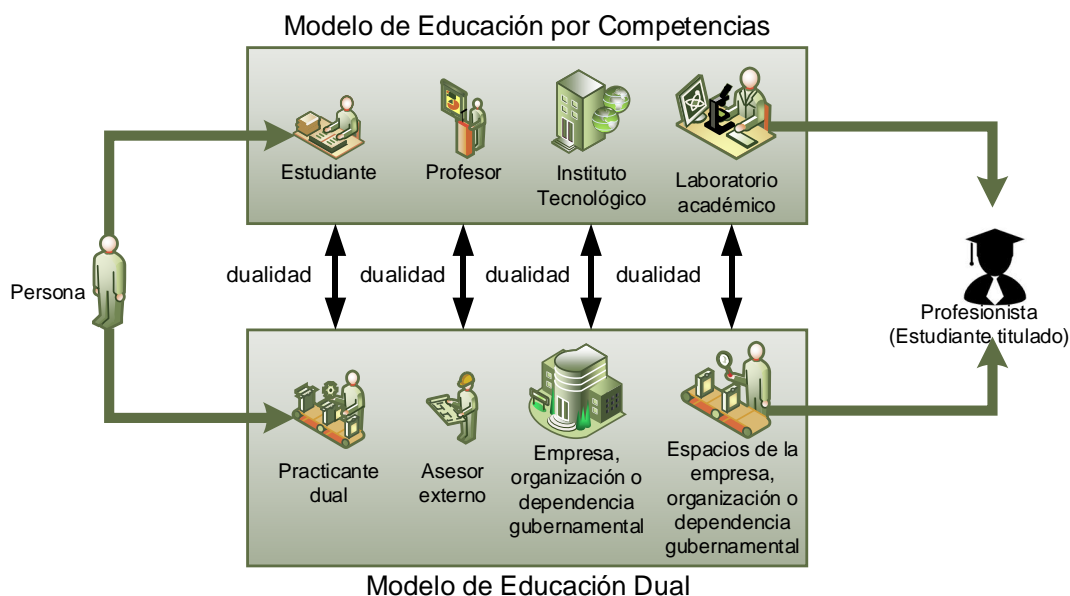 Modelo de Educación por Competencias
Estudiante
Profesor
Instituto
Tecnológico
Laboratorio
académico
dualidad
dualidad
dualidad
dualidad
Persona
Profesionista
(Estudiante titulado)
Practicante
dual
Asesor
externo
Empresa,
organización o
dependencia
gubernamental
Espacios de la
empresa,
organización o
dependencia
gubernamental
Modelo de Educación Dual